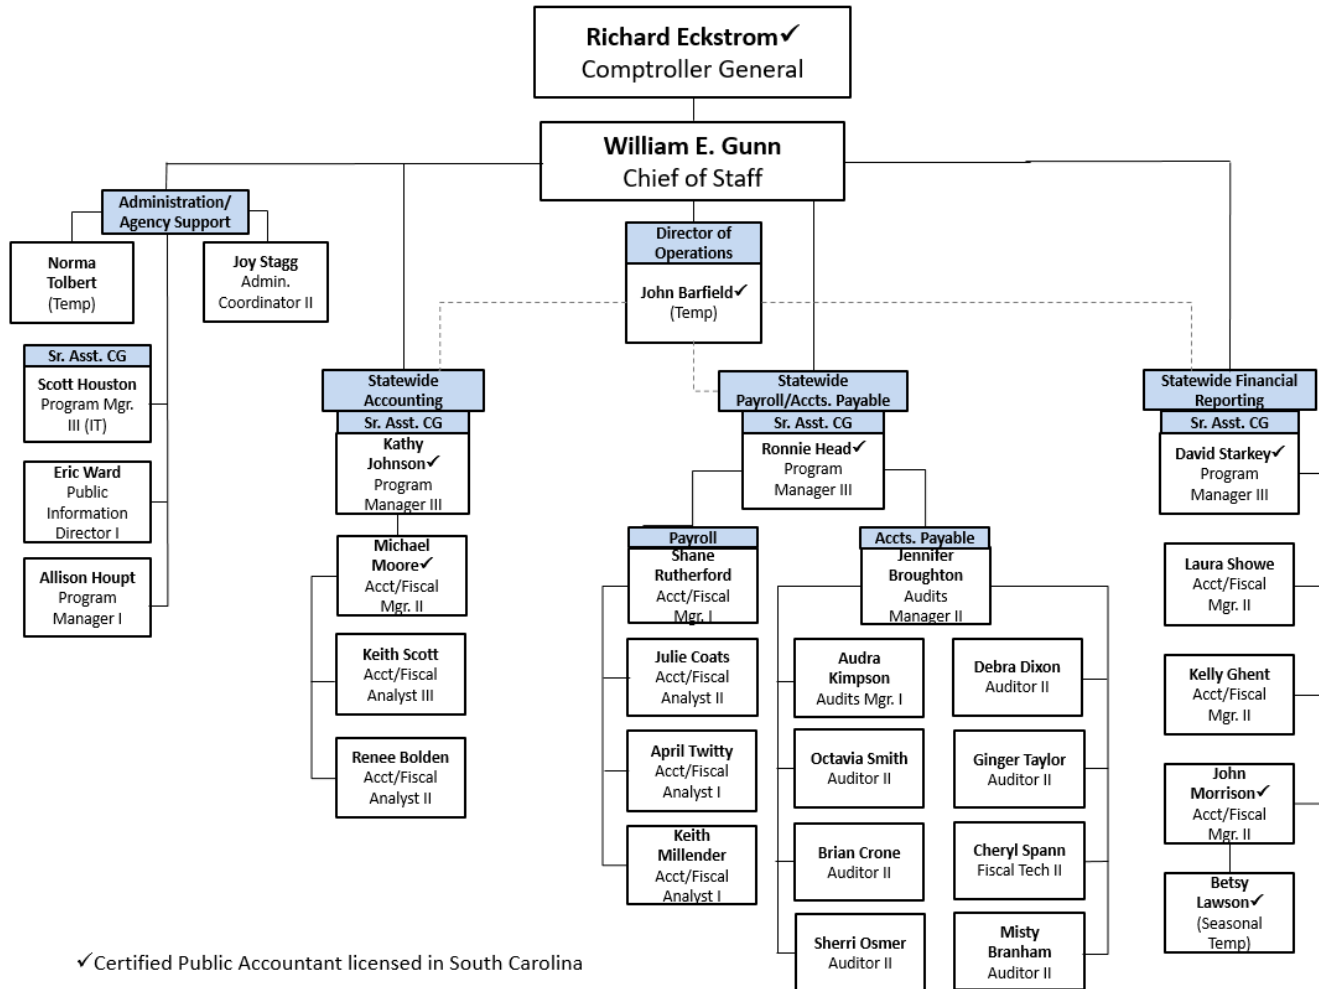 Richard Eckstrom✓
Comptroller General
William E. Gunn
Chief of Staff
Administration/
Agency Support
Norma
Tolbert
(Temp)
Joy Stagg
Admin.
Coordinator II
Sr. Asst. CG
Scott Houston
Program Mgr.
III (IT)
Eric Ward
Public
Information
Director I
Allison Houpt
Program
Manager I
Director of
Operations
John Barfield✓
(Temp)
Statewide
Accounting
Sr. Asst. CG
Kathy
Johnson✓
Program
Manager III
Michael
Moore✓
Acct/Fiscal
Mgr. II
Keith Scott
Acct/Fiscal
Analyst III
Renee Bolden
Acct/Fiscal
Analyst II
Statewide
Payroll/Accts. Payable
Sr. Asst. CG
Ronnie Head✓
Program
Manager III
Payroll
Shane
Rutherford
Acct/Fiscal
Mgr. I
Julie Coats
Acct/Fiscal
Analyst II
April Twitty
Acct/Fiscal
Analyst I
Keith
Millender
Acct/Fiscal
Analyst I
Accts. Payable
Jennifer
Broughton
Audits
Manager II
Audra
Kimpson
Audits Mgr. I
Octavia Smith
Auditor II
Brian Crone
Auditor II
Sherri Osmer
Auditor II
Debra Dixon
Auditor II
Ginger Taylor
Auditor II
Cheryl Spann
Fiscal Tech II
Misty
Branham
Auditor II
Statewide Financial
Reporting
Sr. Asst. CG
David Starkey✓
Program
Manager III
Laura Showe
Acct/Fiscal
Mgr. II
Kelly Ghent
Acct/Fiscal
Mgr. II
John
Morrison✓
Acct/Fiscal
Mgr. II
Betsy
Lawson✓
(Seasonal
Temp)
✓Certified Public Accountant licensed in South Carolina